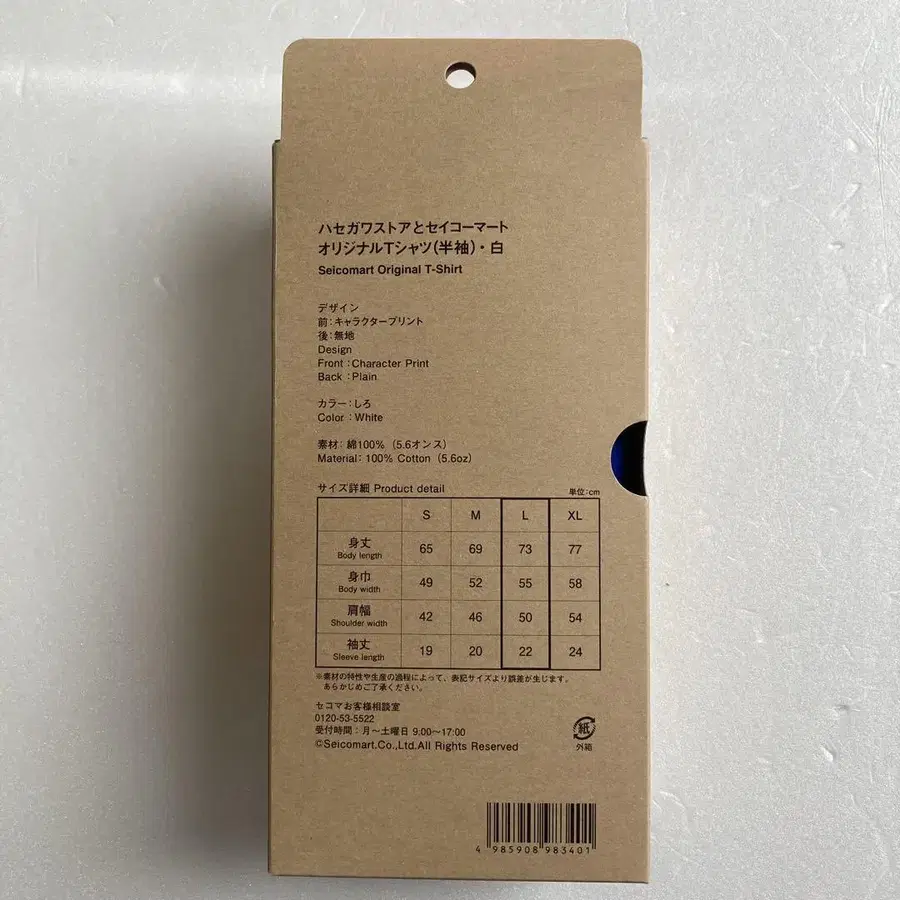 ハセガワストアとセイコーマート
オリジナルTシャツ(半袖)・白
Seicomart Original T-Shirt
デザイン
前:キャラクタープリント
後:無地
Design
Front :Character Print
Back :Plain
カラー:しろ
Color :White
素材:綿100%(5.6オンス)
Material: 100% Cotton (5.6oz)
サイズ詳細 Product detail 単位:cm
S M L XL
身丈 65 69 73 77
Body length
身巾 49 52 55 58
Body width
肩幅 42 46 50 54
Shoulder width
袖丈 19 20 22 24
Sleeve length
※素材の特性や生産の過程によって、表記サイズより誤差が生じます。
あらかじめご了承ください。
セコマお客様相談室
0120-53-5522
受付時間:月〜土曜日 9:00〜17:00
©Seicomart.Co.,Ltd.All Rights Reserved
紙
外箱
4 985908 983401